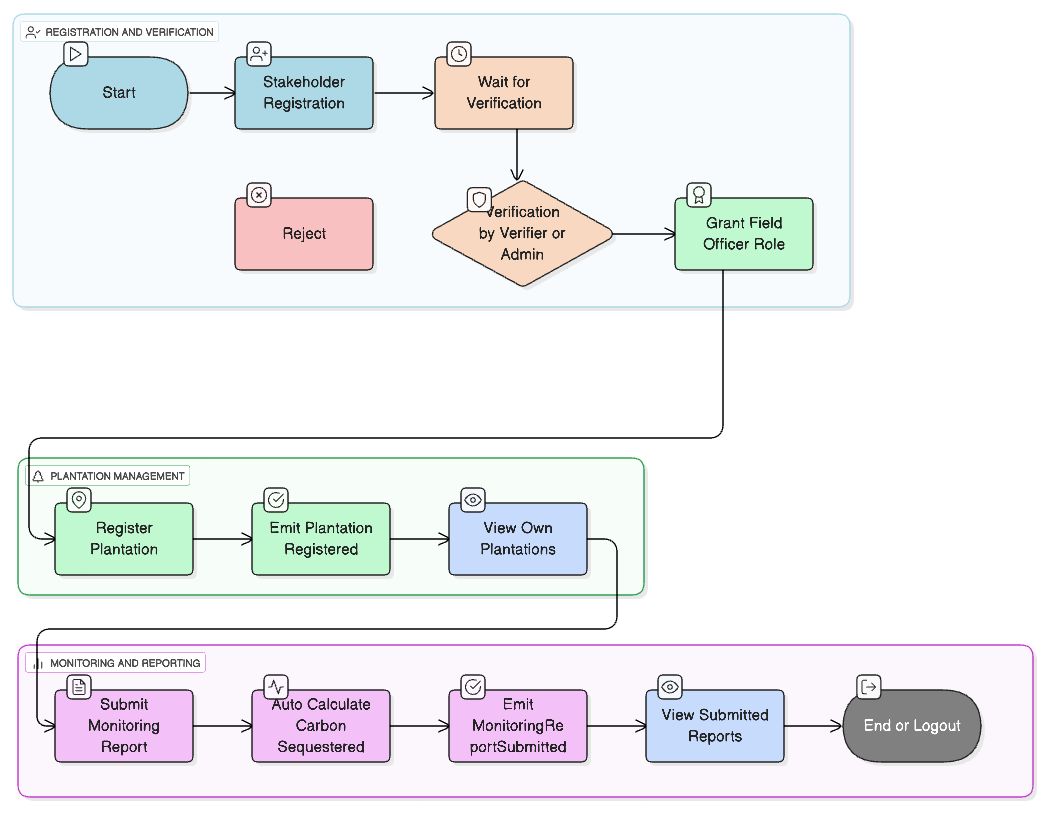 REGISTRATION AND VERIFICATION
Start
Stakeholder
Registration
Wait for
Verification
Reject
Verification
by Verifier or
Admin
Grant Field
Officer Role
PLANTATION MANAGEMENT
Register
Plantation
Emit Plantation
Registered
View Own
Plantations
MONITORING AND REPORTING
Submit
Monitoring
Report
Auto Calculate
Carbon
Sequestered
Emit
MonitoringRe
portSubmitted
View Submitted
Reports
End or Logout